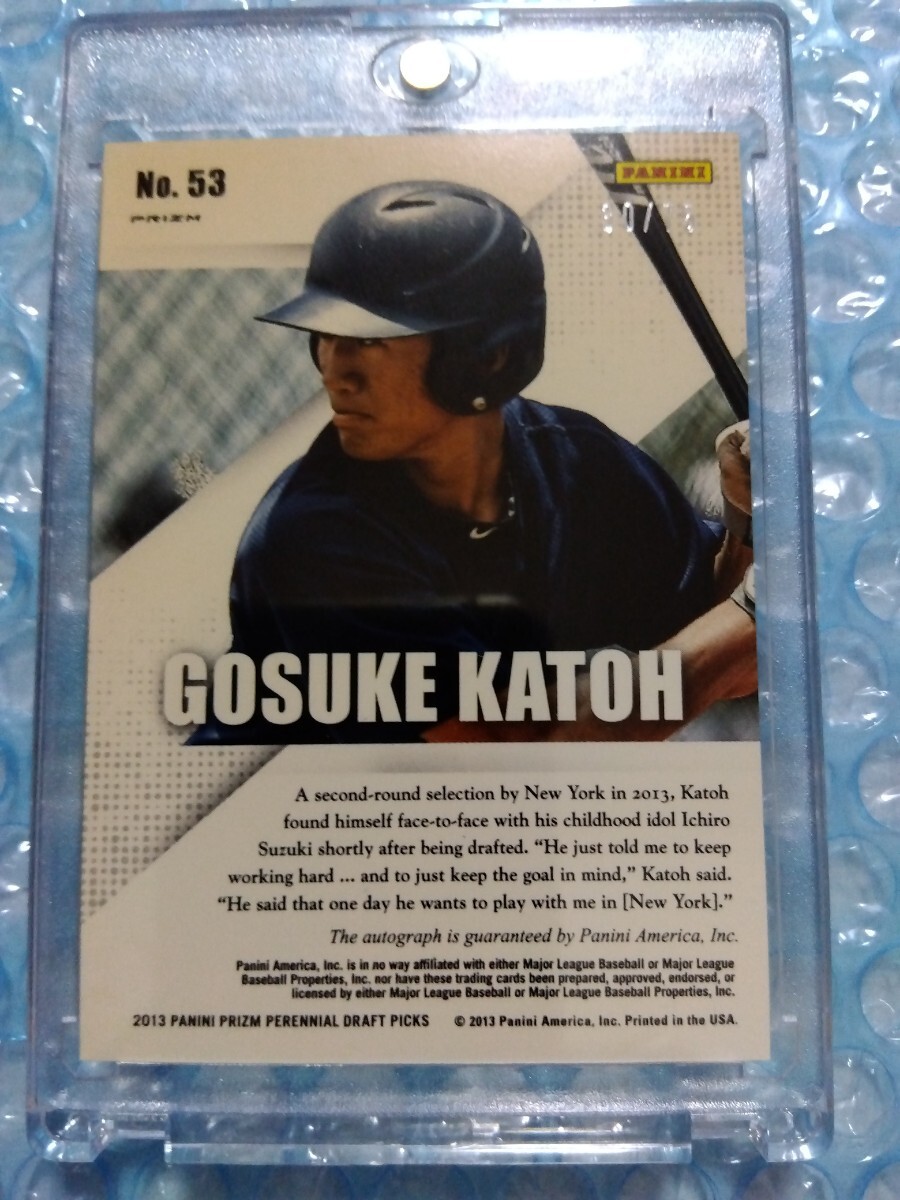 No. 53
PRIZM
PANINI
GOSUKE KATOH
A second-round selection by New York in 2013, Katoh
found himself face-to-face with his childhood idol Ichiro
Suzuki shortly after being drafted. “He just told me to keep
working hard ... and to just keep the goal in mind,” Katoh said.
“He said that one day he wants to play with me in [New York].”
The autograph is guaranteed by Panini America, Inc.
Panini America, Inc. is in no way affiliated with either Major League Baseball or Major League
Baseball Properties, Inc. nor have these trading cards been prepared, approved, endorsed, or
licensed by either Major League Baseball or Major League Baseball Properties, Inc.
2013 PANINI PRIZM PERENNIAL DRAFT PICKS © 2013 Panini America, Inc. Printed in the USA.